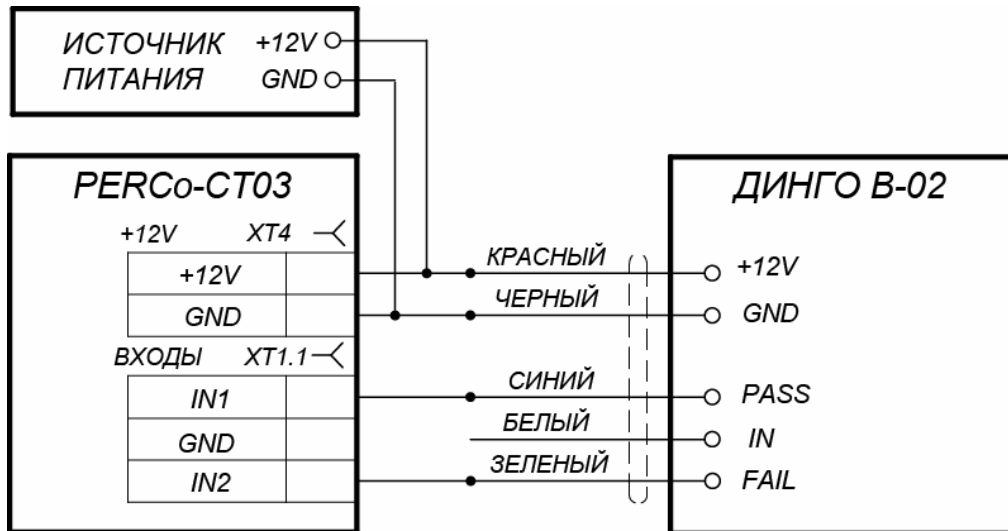 ИСТОЧНИК +12V
ПИТАНИЯ GND
PERCo-CT03
+12V XT4
+12V
GND
ВХОДЫ XT1.1
IN1
GND
IN2
КРАСНЫЙ
ЧЕРНЫЙ
СИНИЙ
БЕЛЫЙ
ЗЕЛЕНЫЙ
ДИНГО В-02
+12V
GND
PASS
IN
FAIL